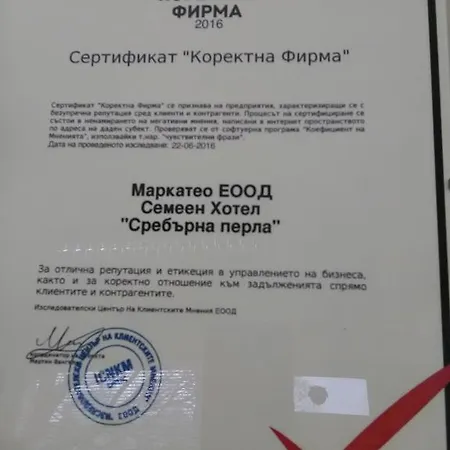 ФИРМА
2016
Сертификат "Коректна Фирма"
Сертификат "Коректна Фирма" се признава на предприятия, характеризиращи се с
безупречна репутация сред клиенти и контрагенти. Процесът на сертифициране се
състои в ненамирането на негативни мнения, написани в интернет пространството
по адреса на даден субект. Проверяват се от софтуерна програма "Коефициент на
Мненията", използвайки т.нар. "чувствителни фрази".
Дата на проведеното изследване: 22-06-2016
Маркатео ЕООД
Семеен Хотел
"Сребърна перла"
За отлична репутация и етикеция в управлението на бизнеса,
както и за коректно отношение към задълженията спрямо
клиентите и контрагентите.
Изследователски Център На Клиентските Мнения ЕООД